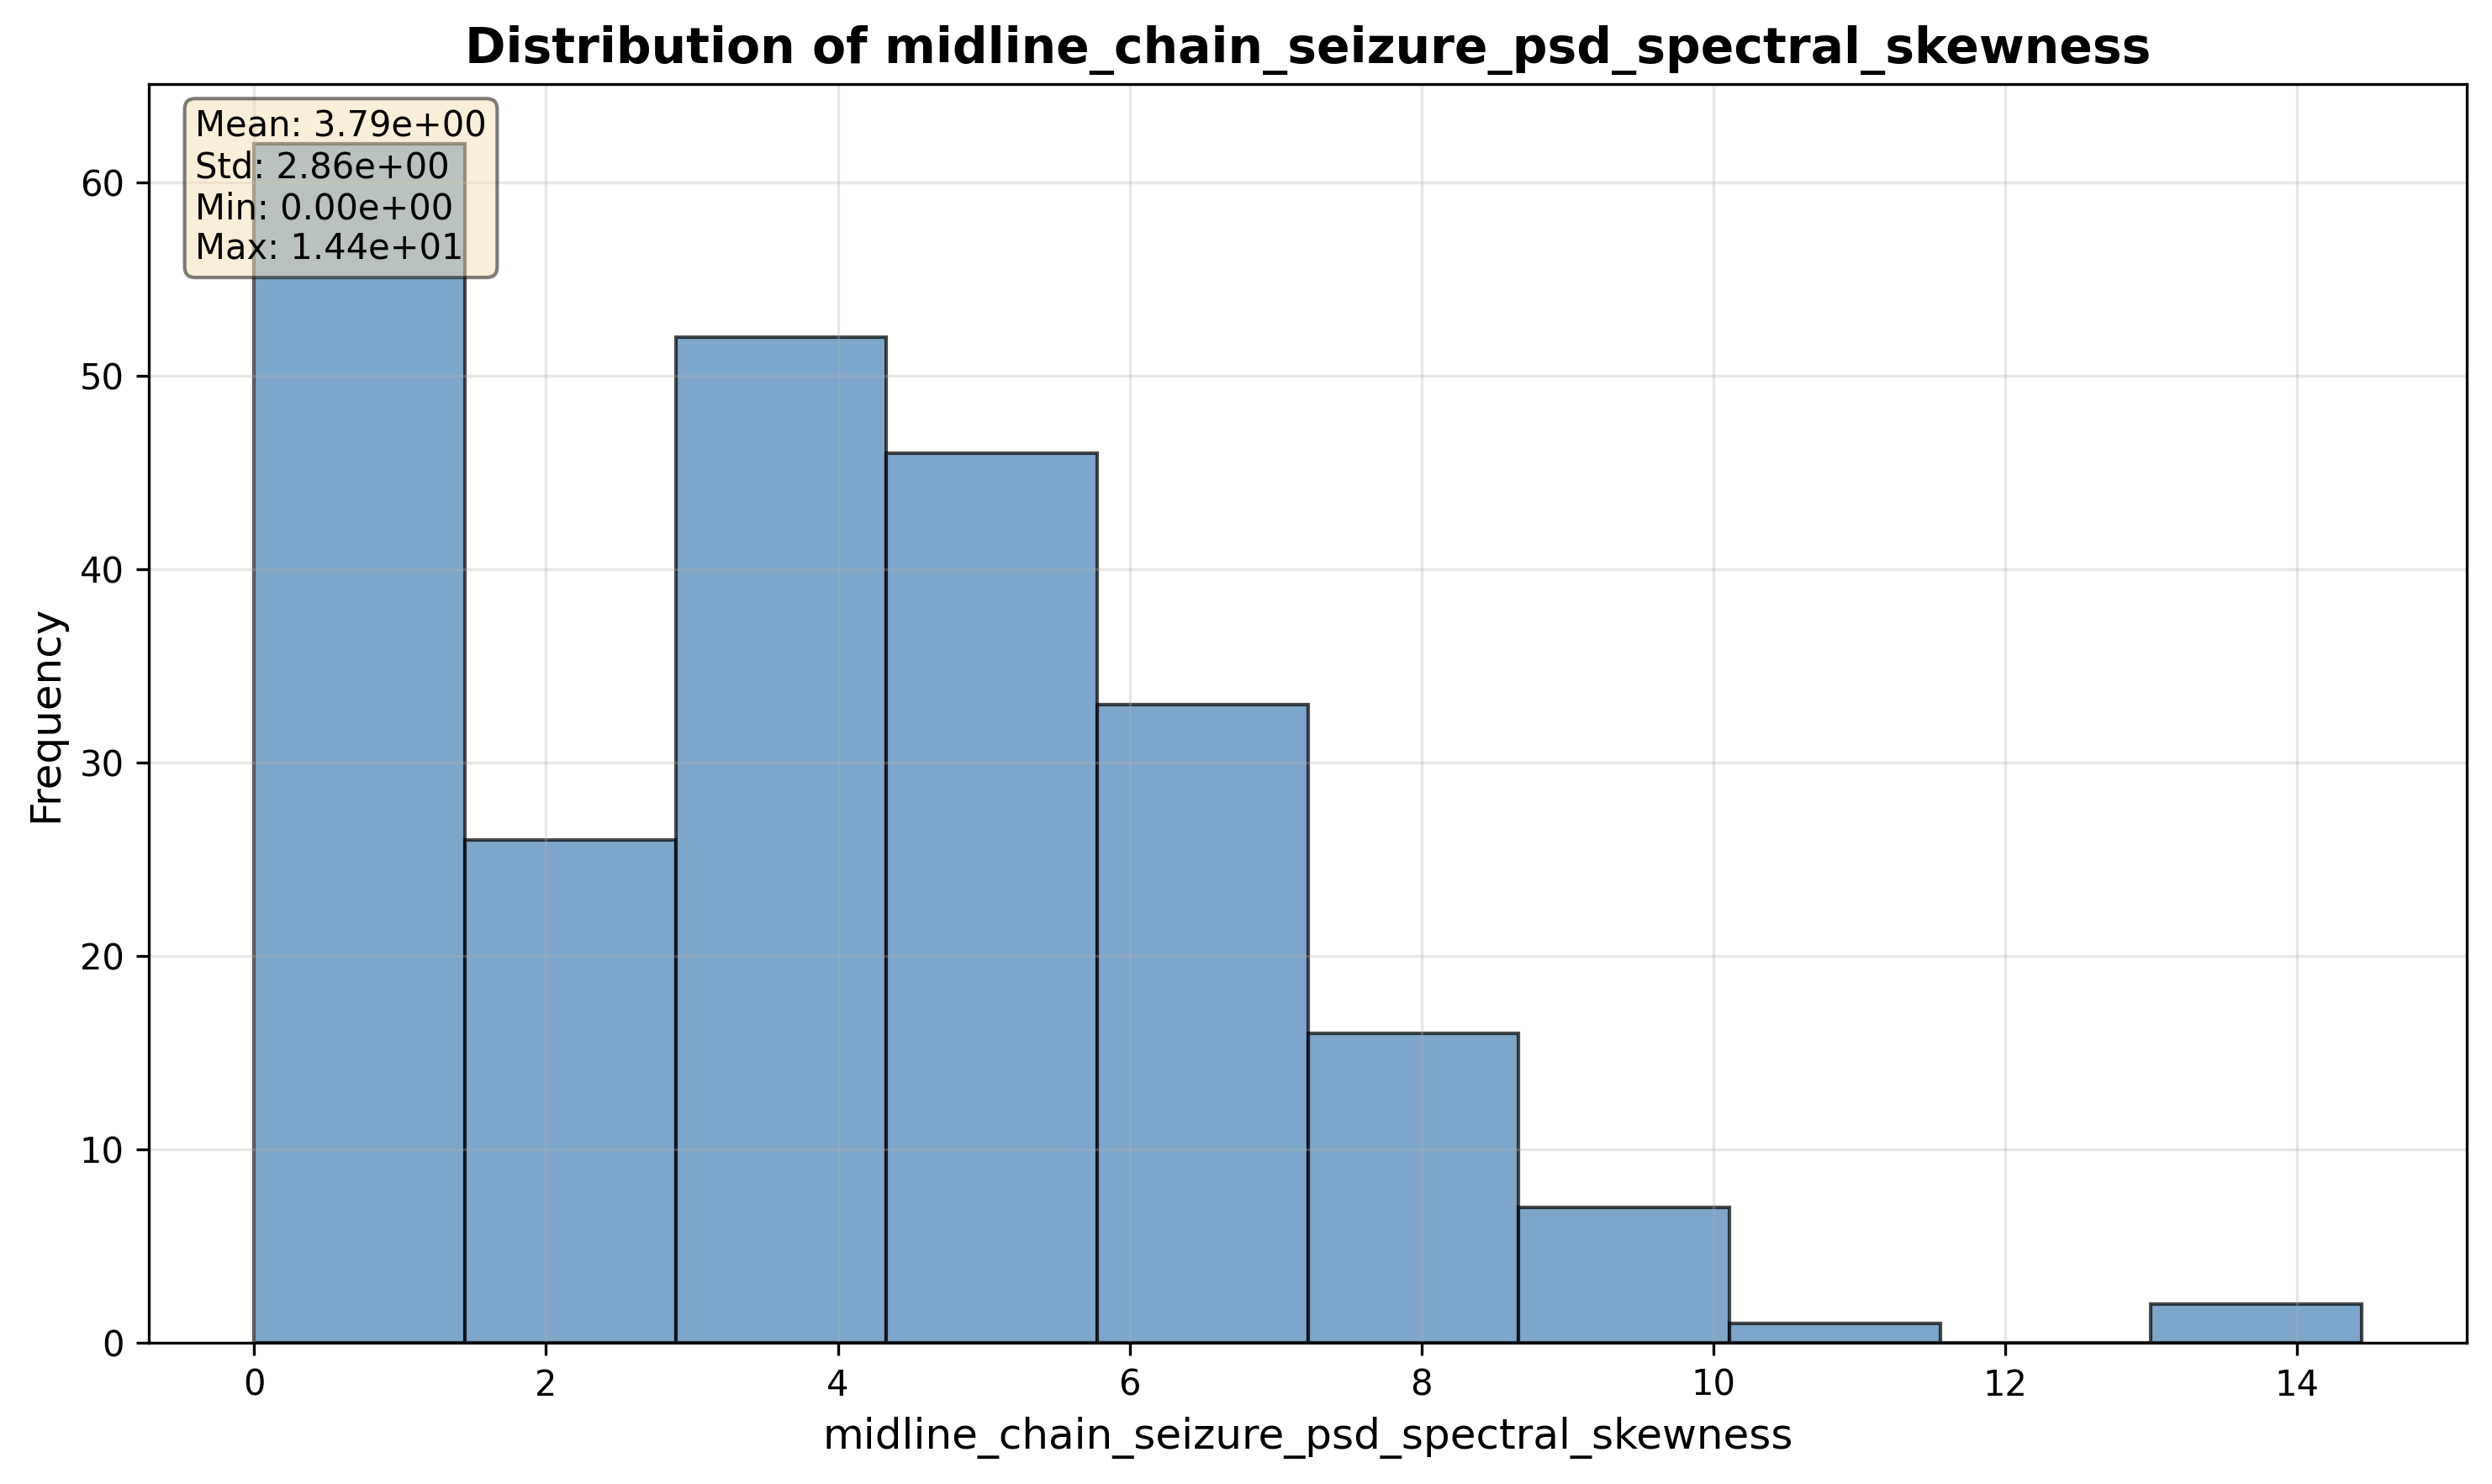 Distribution of midline_chain_seizure_psd_spectral_skewness
Mean: 3.79e+00
Std: 2.86e+00
Min: 0.00e+00
Max: 1.44e+01
60
50
40
30
20
10
0
Frequency
0 2 4 6 8 10 12 14
midline_chain_seizure_psd_spectral_skewness